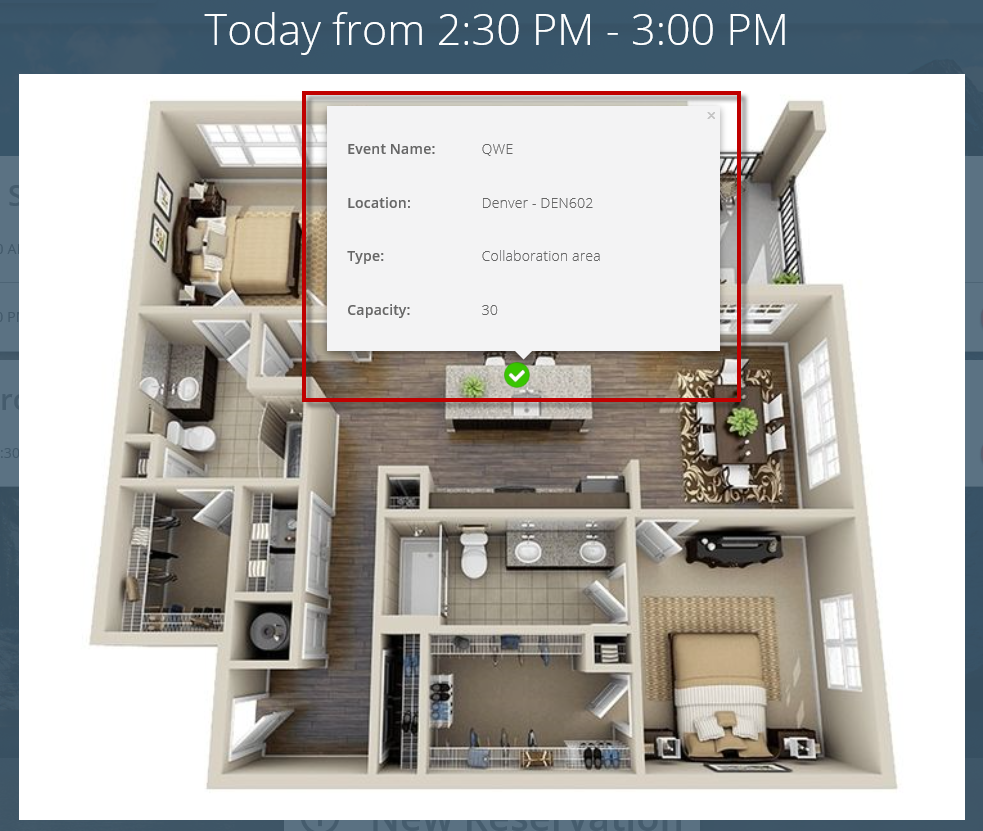 Today from 2:30 PM - 3:00 PM
×
Event Name: QWE
Location: Denver - DEN602
Type: Collaboration area
Capacity: 30
New Reservation